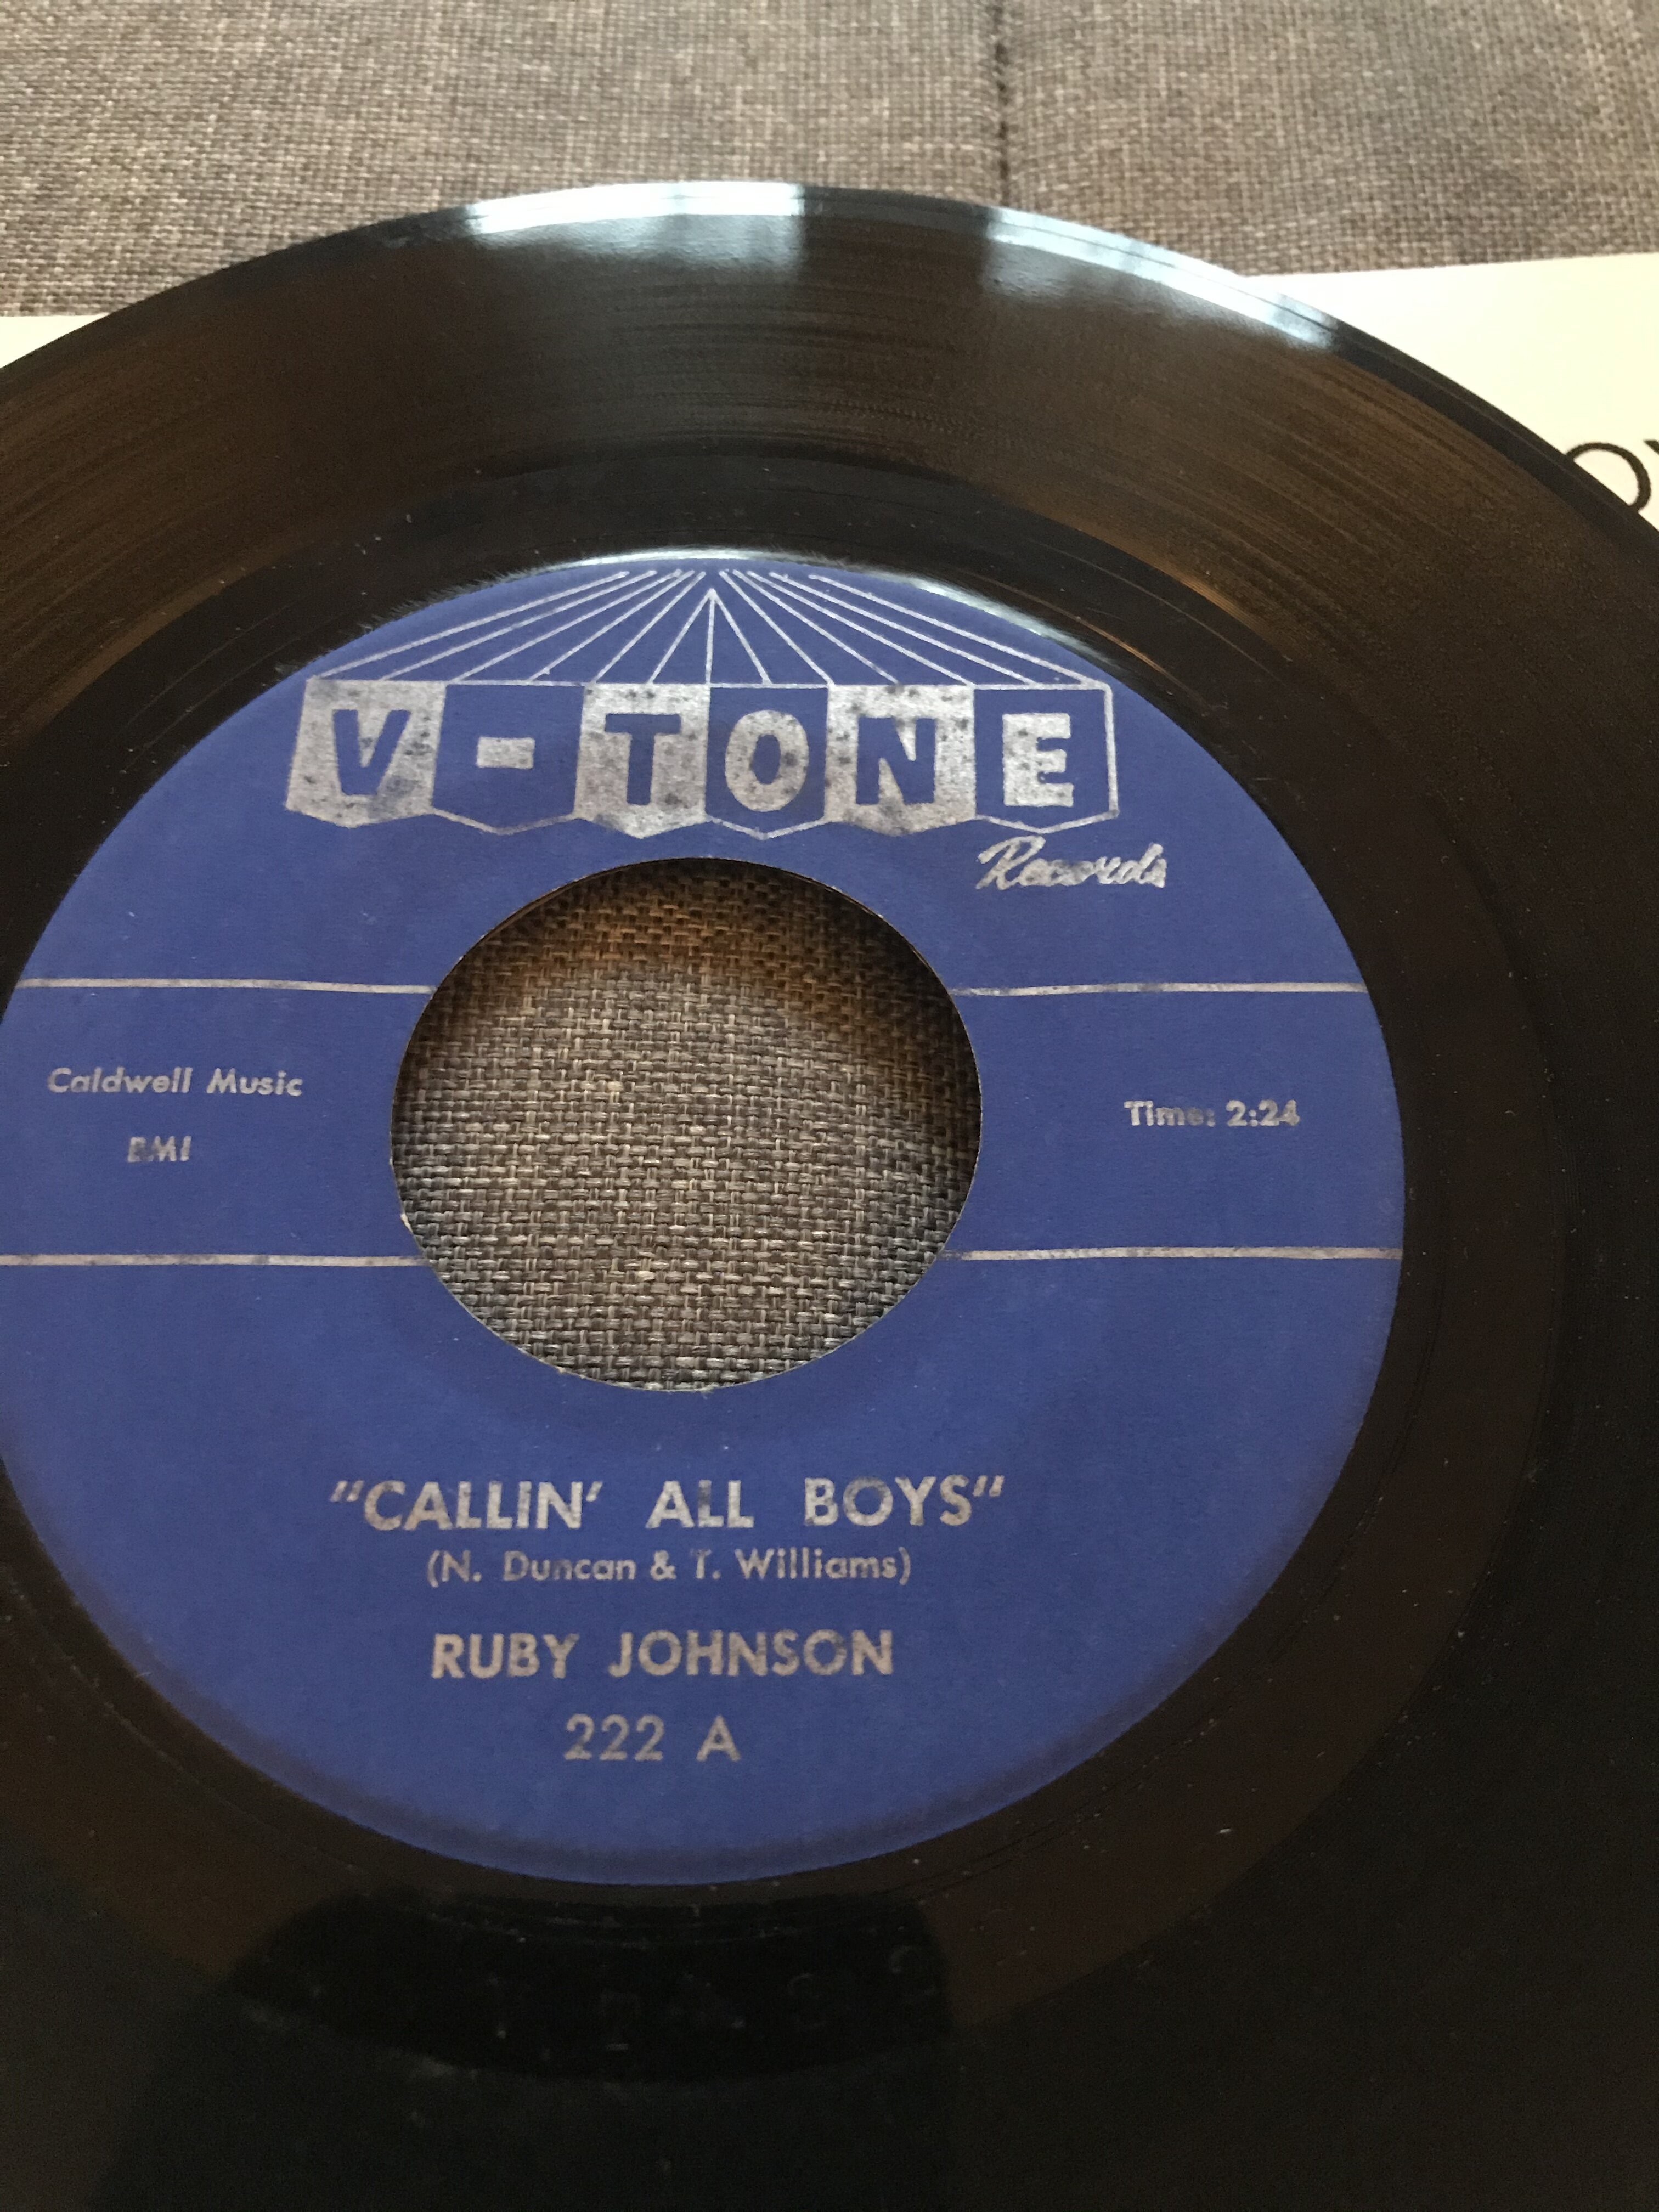 V-TONE
Records
Caldwell Music
BMI
Time: 2:24
"CALLIN' ALL BOYS"
(N. Duncan & T. Williams)
RUBY JOHNSON
222 A